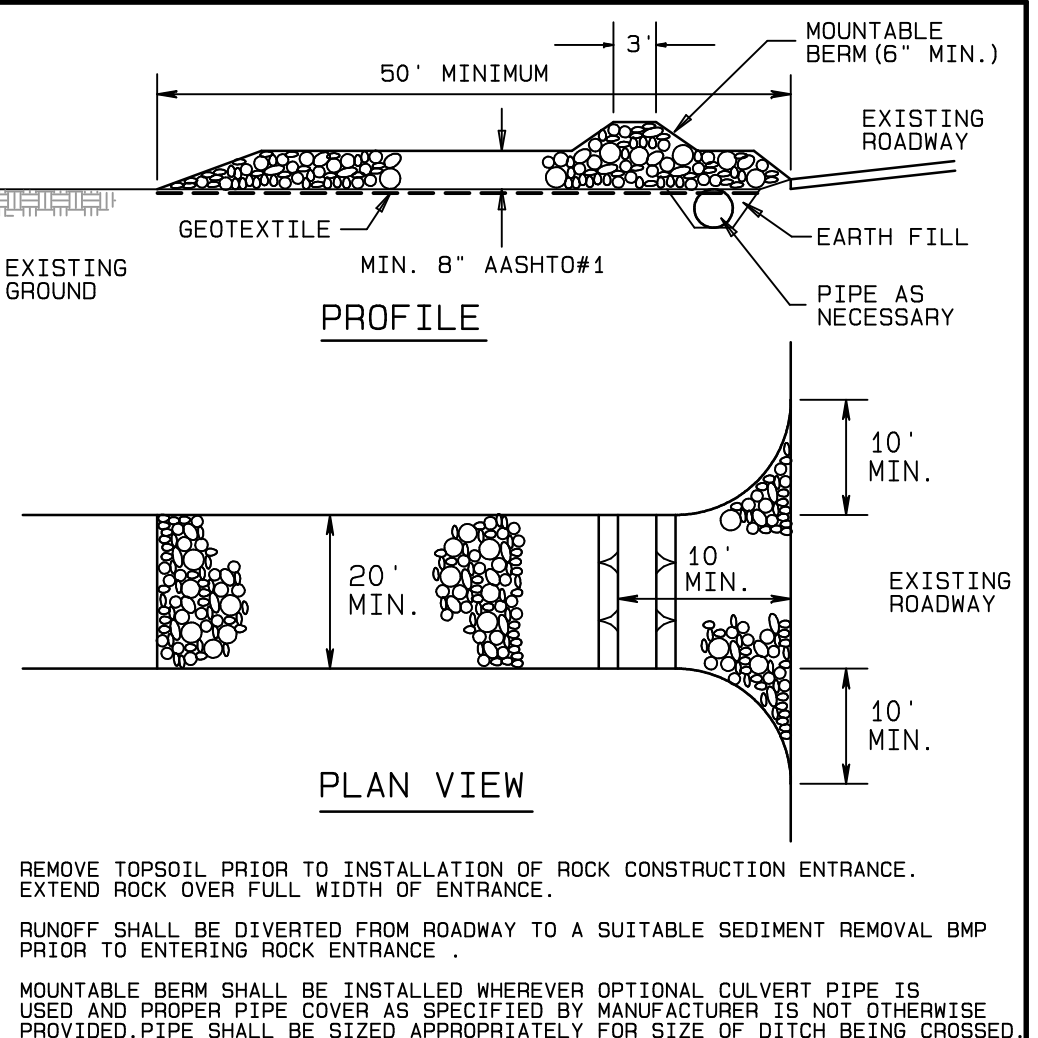 MOUNTABLE
BERM (6" MIN.)
3'
50' MINIMUM
EXISTING
ROADWAY
GEOTEXTILE
EARTH FILL
EXISTING
GROUND
MIN. 8" AASHTO#1
PIPE AS
NECESSARY
PROFILE
10'
MIN.
20'
MIN.
10'
MIN.
EXISTING
ROADWAY
10'
MIN.
PLAN VIEW
REMOVE TOPSOIL PRIOR TO INSTALLATION OF ROCK CONSTRUCTION ENTRANCE.
EXTEND ROCK OVER FULL WIDTH OF ENTRANCE.
RUNOFF SHALL BE DIVERTED FROM ROADWAY TO A SUITABLE SEDIMENT REMOVAL BMP
PRIOR TO ENTERING ROCK ENTRANCE .
MOUNTABLE BERM SHALL BE INSTALLED WHEREVER OPTIONAL CULVERT PIPE IS
USED AND PROPER PIPE COVER AS SPECIFIED BY MANUFACTURER IS NOT OTHERWISE
PROVIDED.PIPE SHALL BE SIZED APPROPRIATELY FOR SIZE OF DITCH BEING CROSSED.